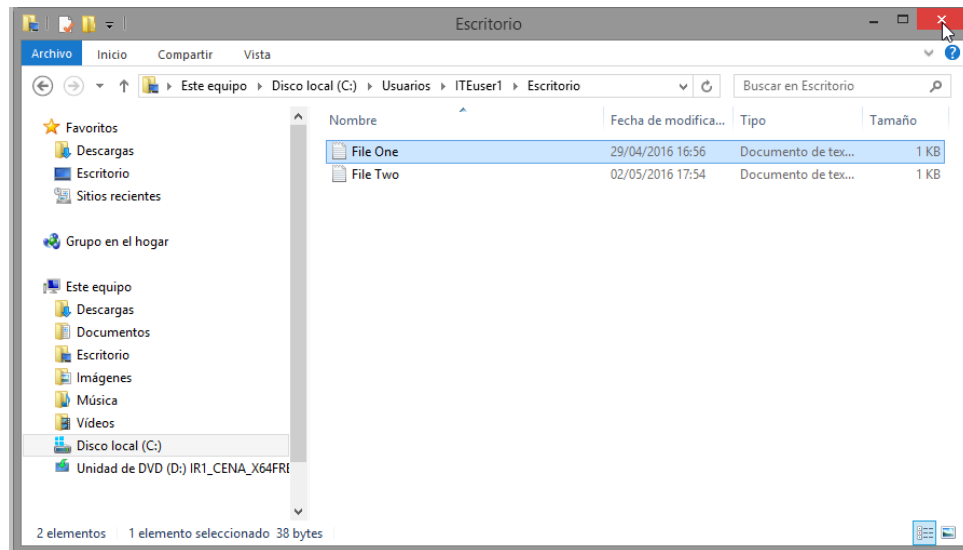 Escritorio
Archivo Inicio Compartir Vista
Este equipo Disco local (C:) Usuarios ITEuser1 Escritorio Buscar en Escritorio
Nombre Fecha de modifica... Tipo Tamaño
File One 29/04/2016 16:56 Documento de tex... 1 KB
File Two 02/05/2016 17:54 Documento de tex... 1 KB
Favoritos
Descargas
Escritorio
Sitios recientes
Grupo en el hogar
Este equipo
Descargas
Documentos
Escritorio
Imágenes
Música
Vídeos
Disco local (C:)
Unidad de DVD (D:) IR1_CENA_X64FRE
2 elementos 1 elemento seleccionado 38 bytes